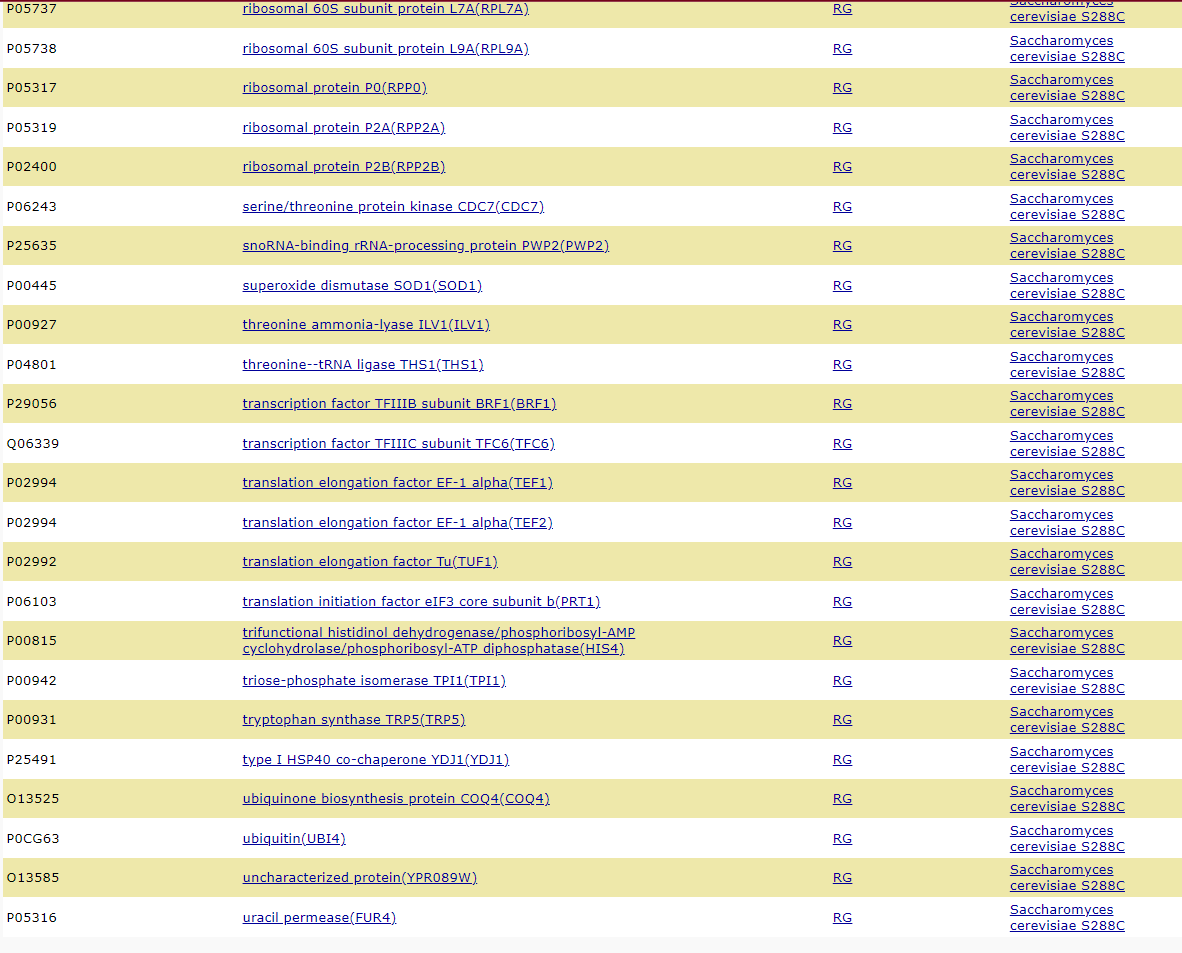 P05737 ribosomal 60S subunit protein L7A(RPL7A) RG Saccharomyces
cerevisiae S288C
P05738 ribosomal 60S subunit protein L9A(RPL9A) RG Saccharomyces
cerevisiae S288C
P05317 ribosomal protein P0(RPP0) RG Saccharomyces
cerevisiae S288C
P05319 ribosomal protein P2A(RPP2A) RG Saccharomyces
cerevisiae S288C
P02400 ribosomal protein P2B(RPP2B) RG Saccharomyces
cerevisiae S288C
P06243 serine/threonine protein kinase CDC7(CDC7) RG Saccharomyces
cerevisiae S288C
P25635 snoRNA-binding rRNA-processing protein PWP2(PWP2) RG Saccharomyces
cerevisiae S288C
P00445 superoxide dismutase SOD1(SOD1) RG Saccharomyces
cerevisiae S288C
P00927 threonine ammonia-lyase ILV1(ILV1) RG Saccharomyces
cerevisiae S288C
P04801 threonine--tRNA ligase THS1(THS1) RG Saccharomyces
cerevisiae S288C
P29056 transcription factor TFIIIB subunit BRF1(BRF1) RG Saccharomyces
cerevisiae S288C
Q06339 transcription factor TFIIIC subunit TFC6(TFC6) RG Saccharomyces
cerevisiae S288C
P02994 translation elongation factor EF-1 alpha(TEF1) RG Saccharomyces
cerevisiae S288C
P02994 translation elongation factor EF-1 alpha(TEF2) RG Saccharomyces
cerevisiae S288C
P02992 translation elongation factor Tu(TUF1) RG Saccharomyces
cerevisiae S288C
P06103 translation initiation factor eIF3 core subunit b(PRT1) RG Saccharomyces
cerevisiae S288C
P00815 trifunctional histidinol dehydrogenase/phosphoribosyl-AMP
cyclohydrolase/phosphoribosyl-ATP diphosphatase(HIS4) RG Saccharomyces
cerevisiae S288C
P00942 triose-phosphate isomerase TPI1(TPI1) RG Saccharomyces
cerevisiae S288C
P00931 tryptophan synthase TRP5(TRP5) RG Saccharomyces
cerevisiae S288C
P25491 type I HSP40 co-chaperone YDJ1(YDJ1) RG Saccharomyces
cerevisiae S288C
O13525 ubiquinone biosynthesis protein COQ4(COQ4) RG Saccharomyces
cerevisiae S288C
P0CG63 ubiquitin(UBI4) RG Saccharomyces
cerevisiae S288C
O13585 uncharacterized protein(YPR089W) RG Saccharomyces
cerevisiae S288C
P05316 uracil permease(FUR4) RG Saccharomyces
cerevisiae S288C